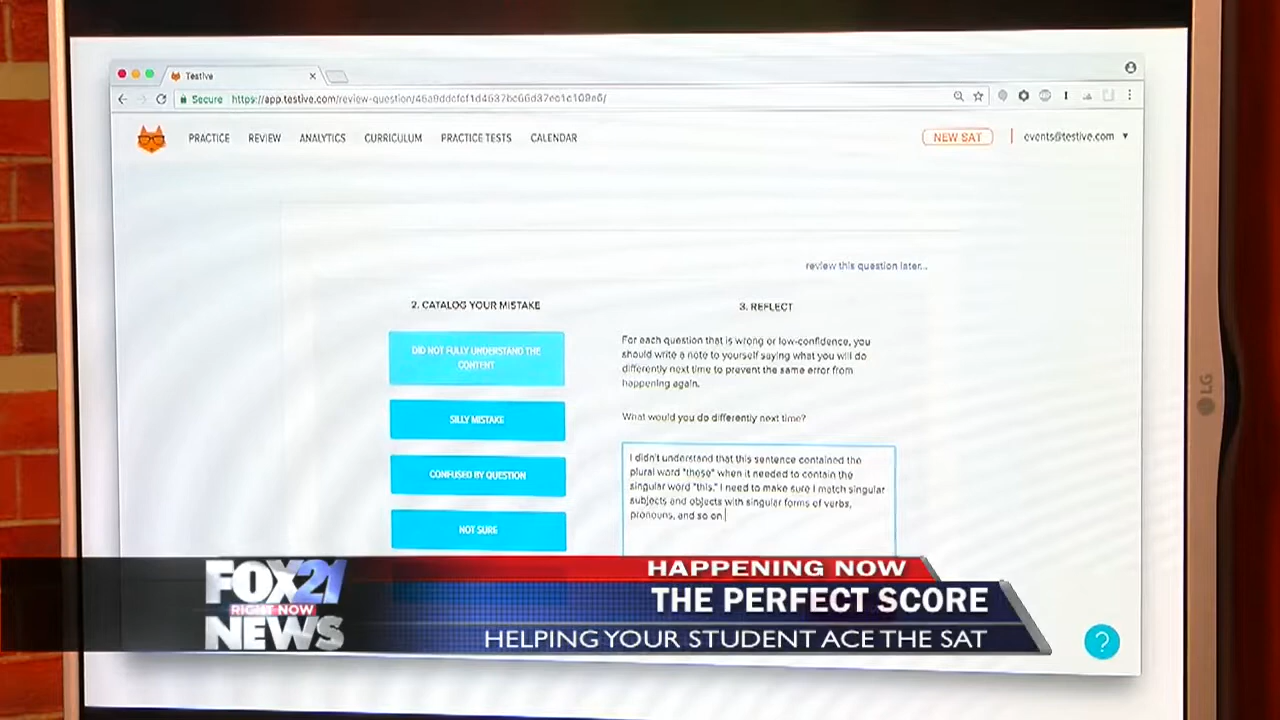 Testive
Secure https://app.testive.com/review-question/
PRACTICE REVIEW ANALYTICS CURRICULUM PRACTICE TESTS CALENDAR
NEW SAT
events@testive.com
review this question later...
2. CATALOG YOUR MISTAKE
DID NOT FULLY UNDERSTAND THE
CONTENT
SILLY MISTAKE
CONFUSED BY QUESTION
NOT SURE
3. REFLECT
For each question that is wrong or low-confidence, you
should write a note to yourself saying what you will do
differently next time to prevent the same error from
happening again.
What would you do differently next time?
I didn't understand that this sentence contained the
plural word "those" when it needed to contain the
singular word "this." I need to make sure I match singular
subjects and objects with singular forms of verbs,
pronouns, and so on
?
LG
FOX21
RIGHT NOW
NEWS
HAPPENING NOW
THE PERFECT SCORE
HELPING YOUR STUDENT ACE THE SAT